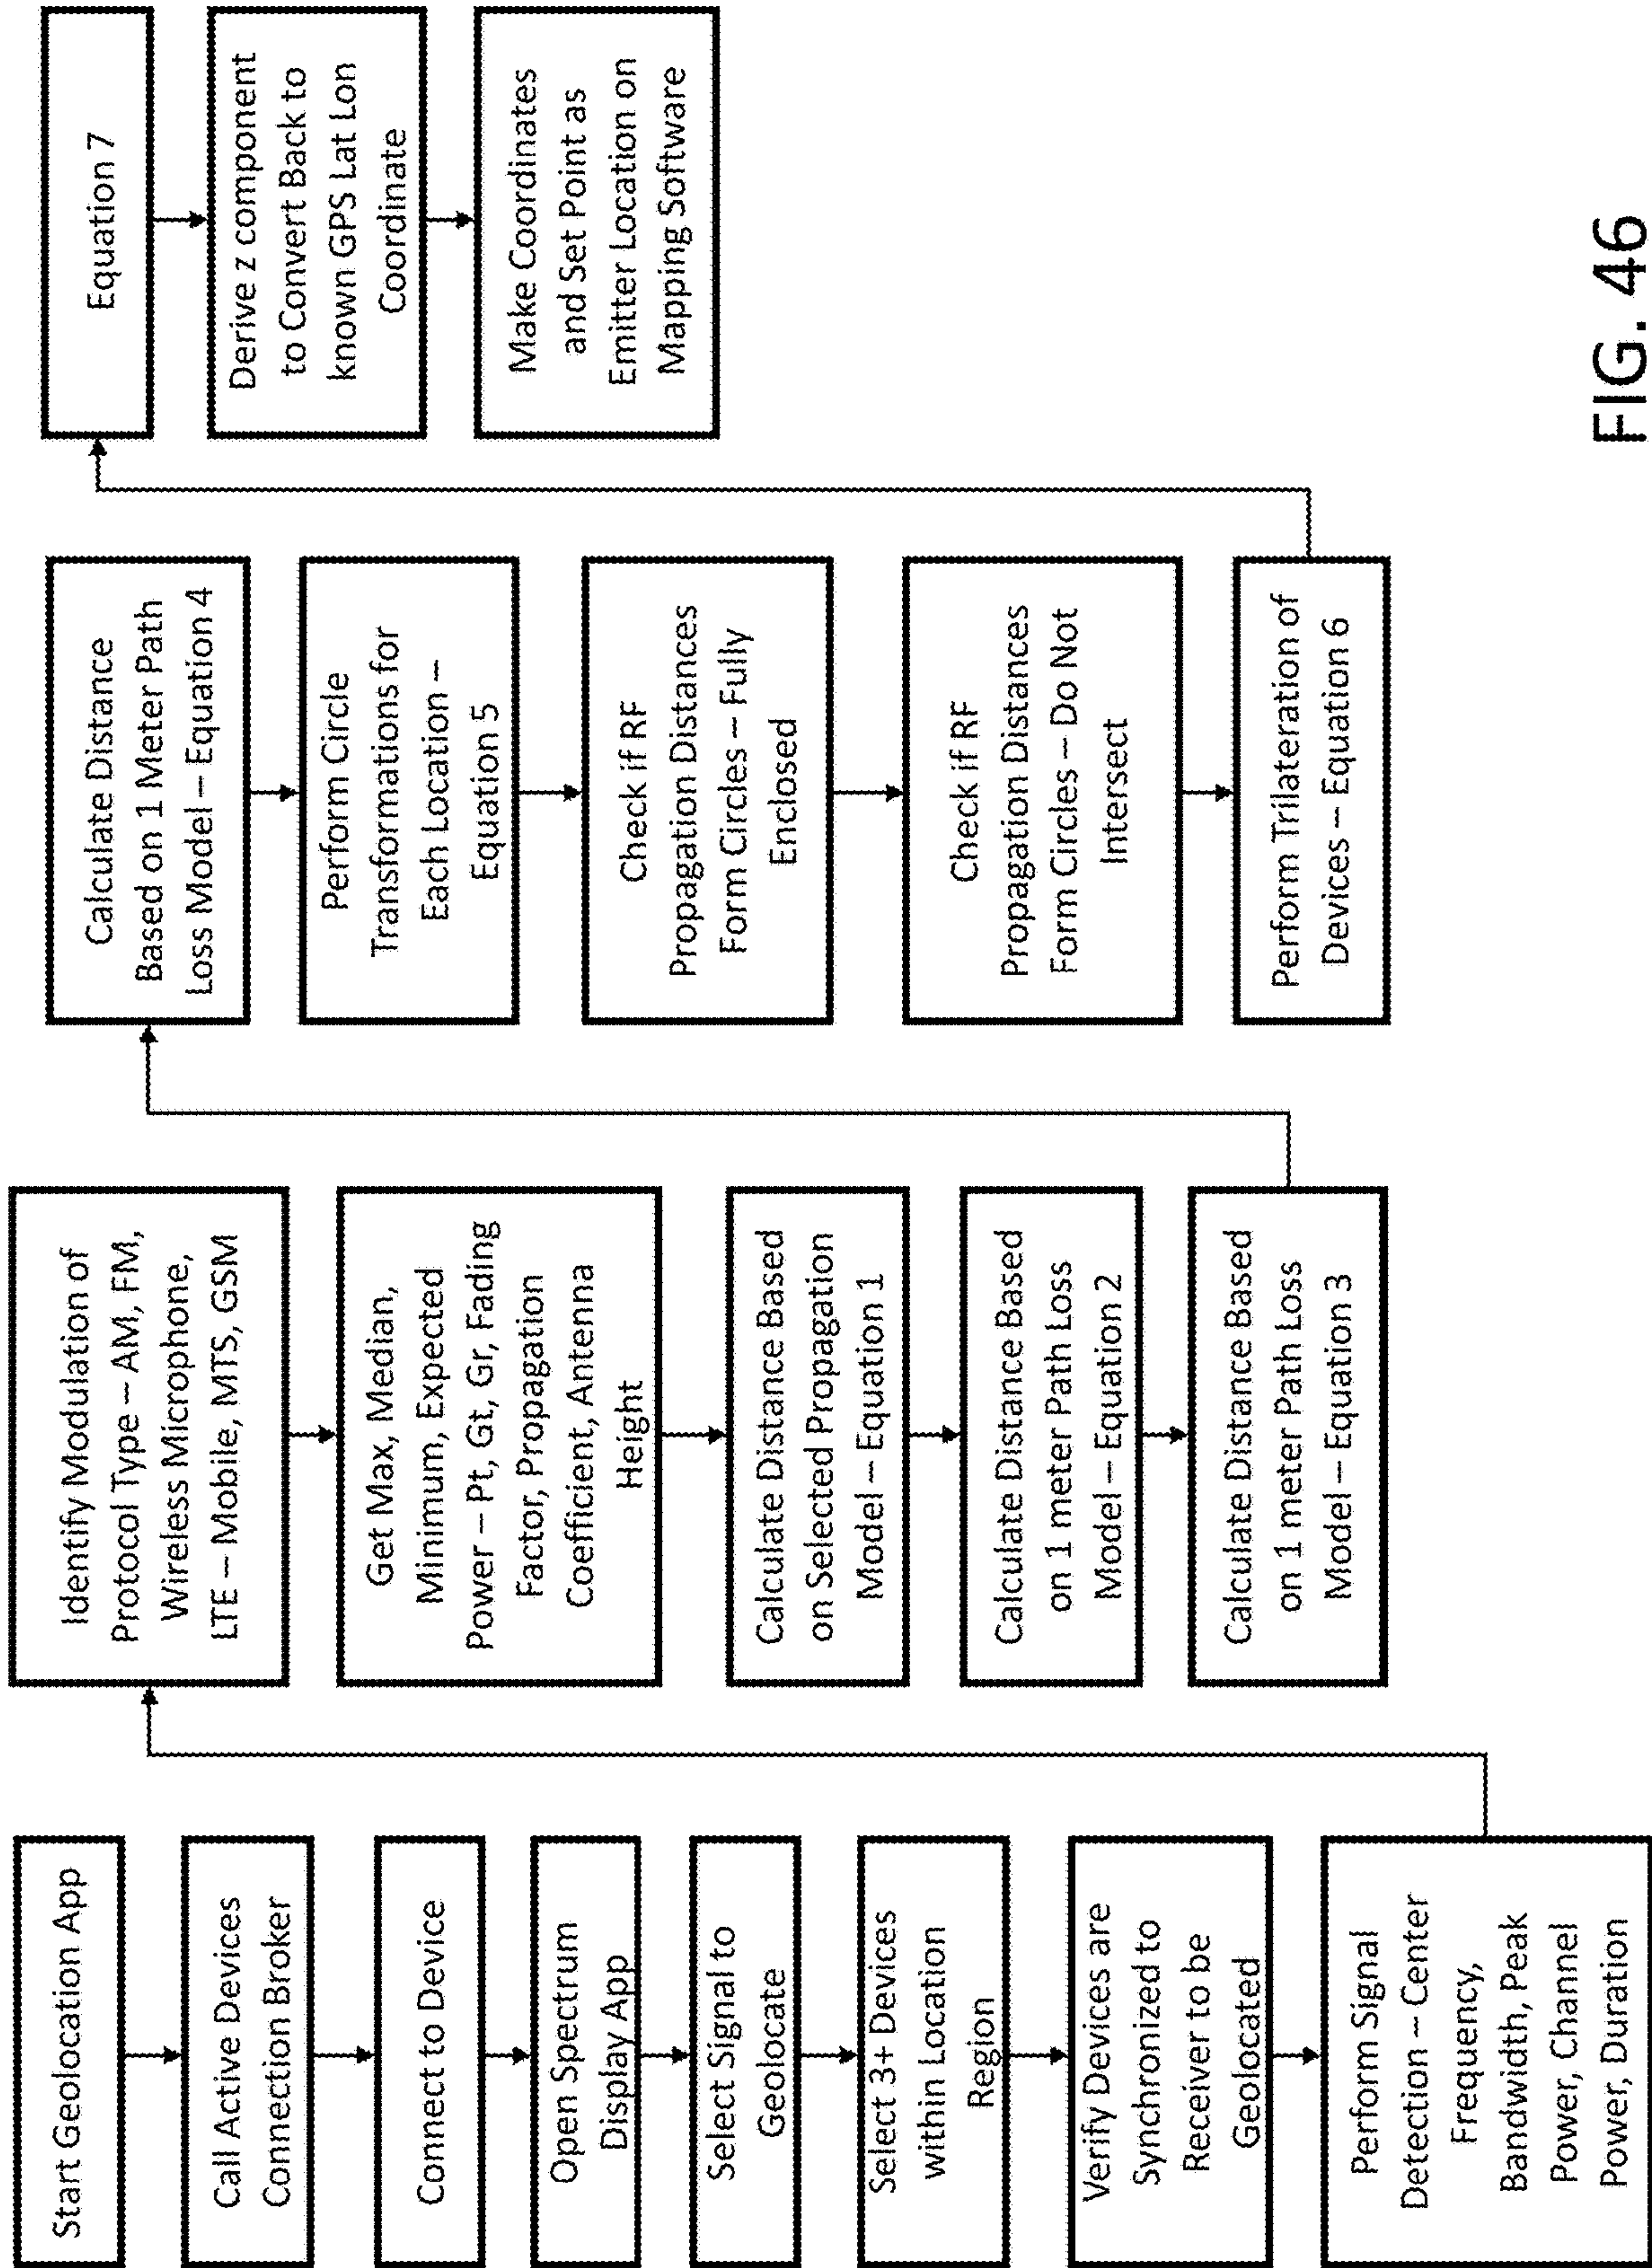 Start Geolocation App
Call Active Devices
Connection Broker
Connect to Device
Open Spectrum
Display App
Select Signal to
Geolocate
Select 3+ Devices
within Location
Region
Verify Devices are
Synchronized to
Receiver to be
Geolocated
Perform Signal
Detection – Center
Frequency,
Bandwidth, Peak
Power, Channel
Power, Duration
Identify Modulation of
Protocol Type – AM, FM,
Wireless Microphone,
LTE – Mobile, MTS, GSM
Get Max, Median,
Minimum, Expected
Power – Pt, Gt, Gr, Fading
Factor, Propagation
Coefficient, Antenna
Height
Calculate Distance Based
on Selected Propagation
Model – Equation 1
Calculate Distance Based
on 1 meter Path Loss
Model – Equation 2
Calculate Distance Based
on 1 meter Path Loss
Model – Equation 3
Calculate Distance
Based on 1 Meter Path
Loss Model – Equation 4
Perform Circle
Transformations for
Each Location –
Equation 5
Check if RF
Propagation Distances
Form Circles – Fully
Enclosed
Check if RF
Propagation Distances
Form Circles – Do Not
Intersect
Perform Trilateration of
Devices – Equation 6
Equation 7
Derive z component
to Convert Back to
known GPS Lat Lon
Coordinate
Make Coordinates
and Set Point as
Emitter Location on
Mapping Software
FIG. 46